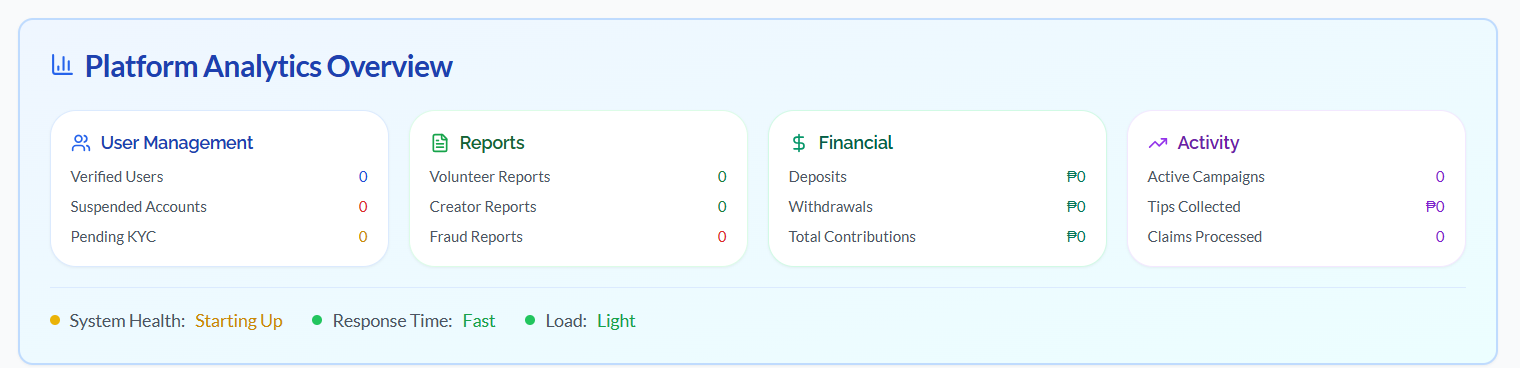 Platform Analytics Overview
User Management
Verified Users 0
Suspended Accounts 0
Pending KYC 0
Reports
Volunteer Reports 0
Creator Reports 0
Fraud Reports 0
Financial
Deposits ₱0
Withdrawals ₱0
Total Contributions ₱0
Activity
Active Campaigns 0
Tips Collected ₱0
Claims Processed 0
System Health: Starting Up Response Time: Fast Load: Light